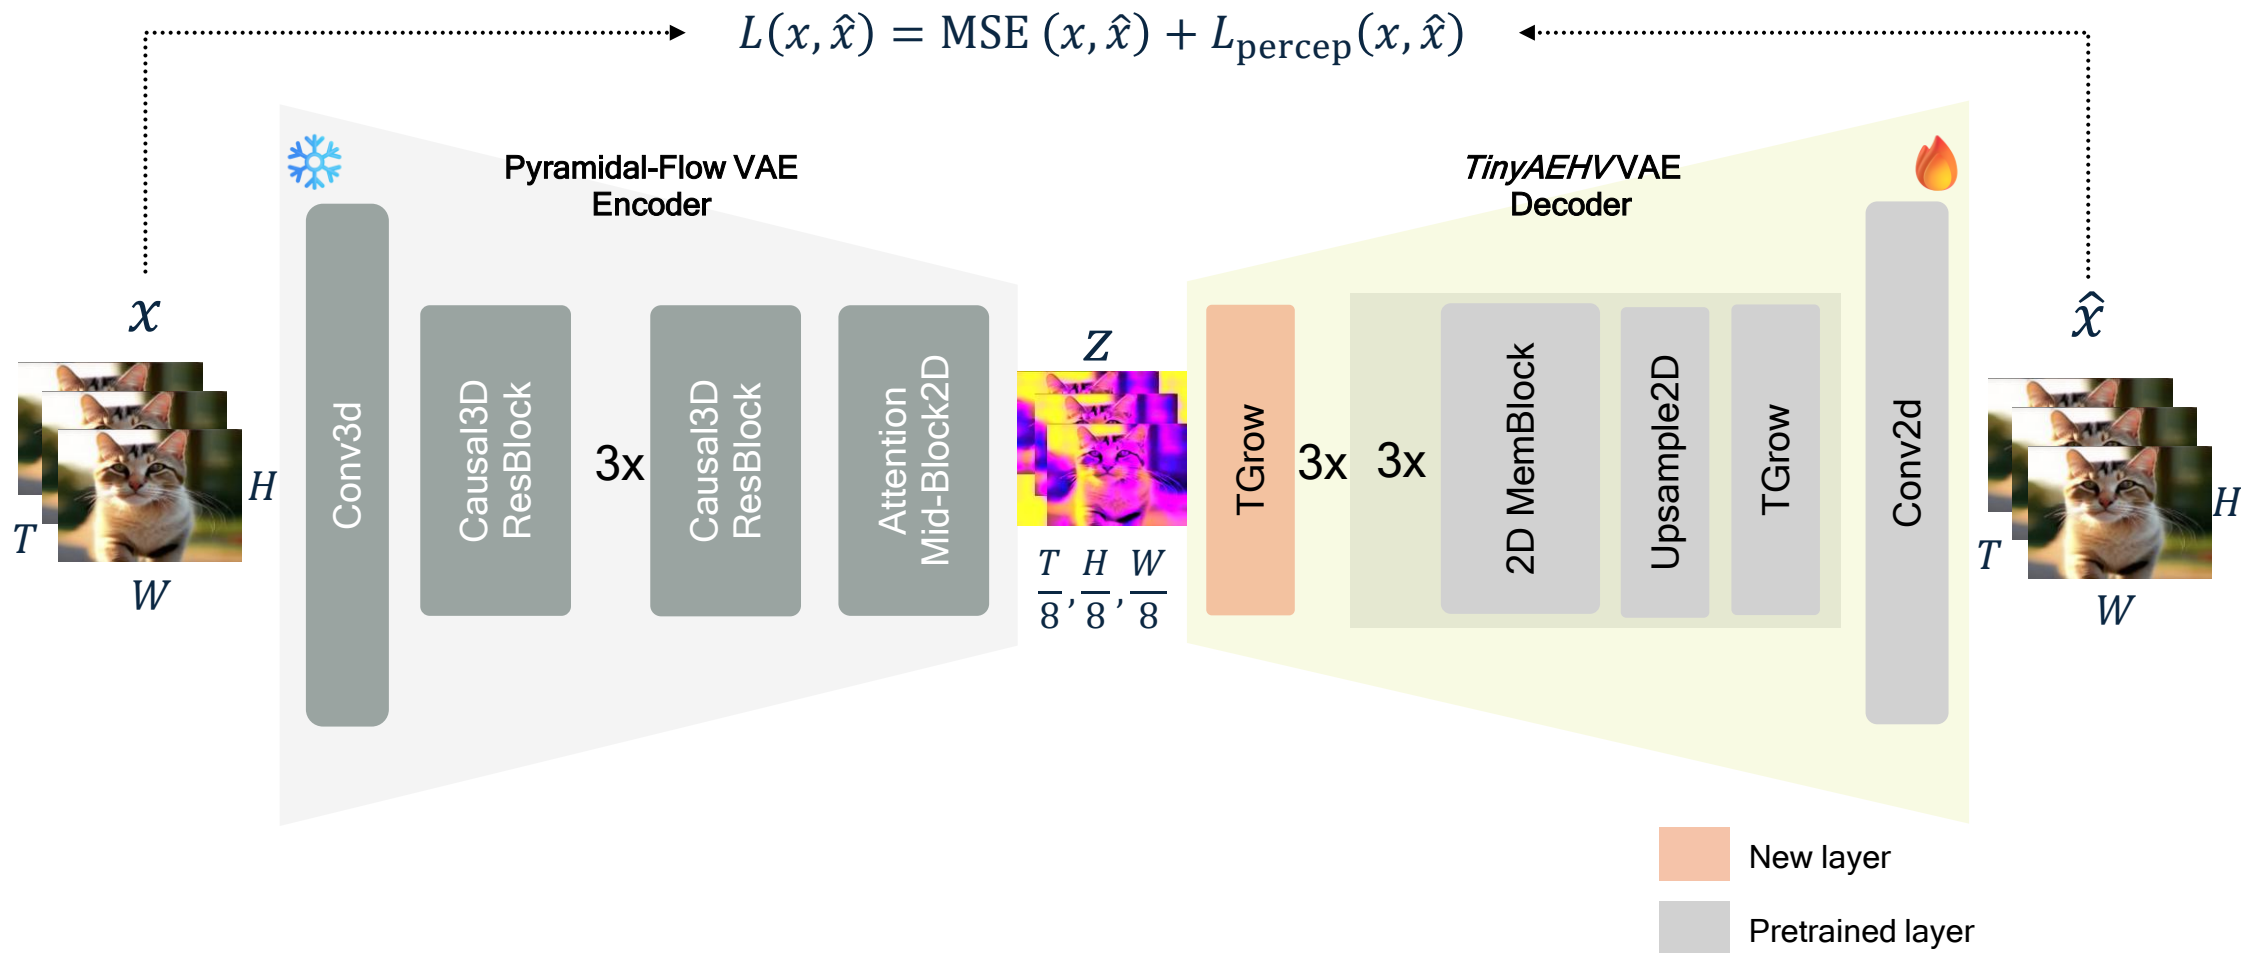 L(x, x̂) = MSE (x, x̂) + L_percep(x, x̂)
Pyramidal-Flow VAE
Encoder
TinyAEHV VAE
Decoder
x
H
T
W
Conv3d
Causal3D
ResBlock
3x
Causal3D
ResBlock
Attention
Mid-Block2D
z
T/8, H/8, W/8
TGrow
3x
3x
2D MemBlock
Upsample2D
TGrow
Conv2d
x̂
H
T
W
New layer
Pretrained layer